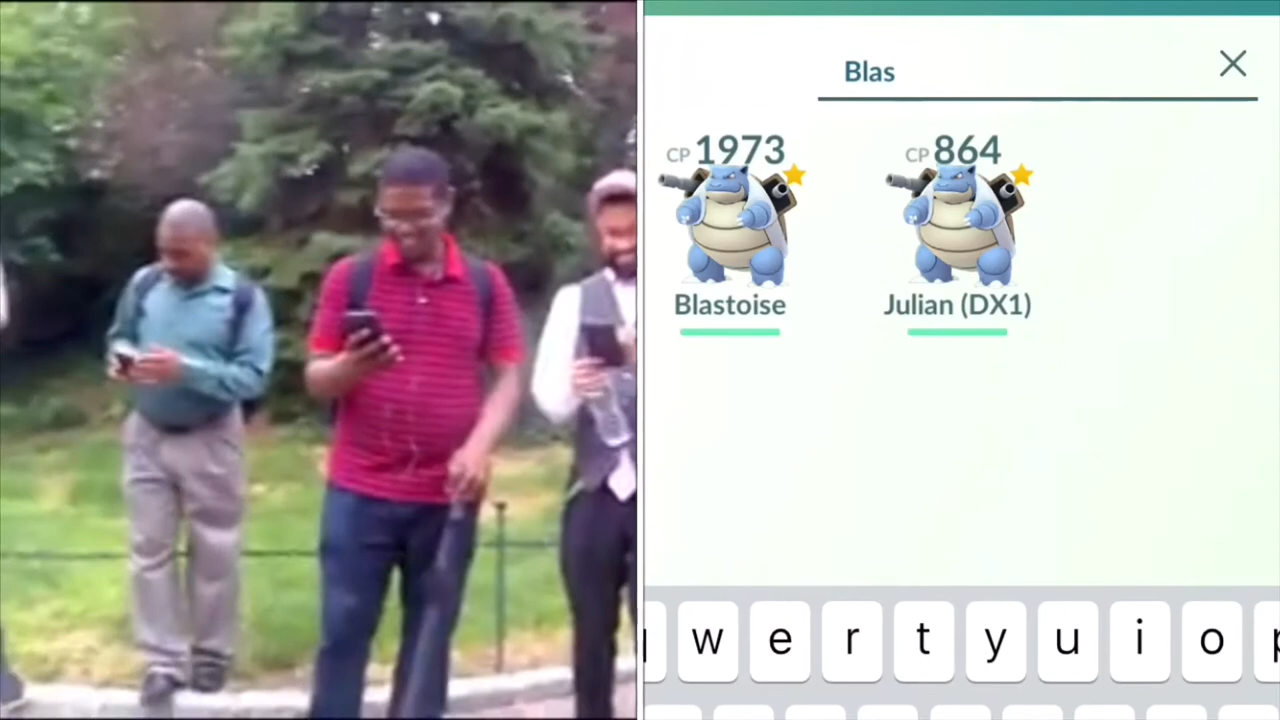 Blas
CP 1973
CP 864
Blastoise
Julian (DX1)
w e r t y u i o p